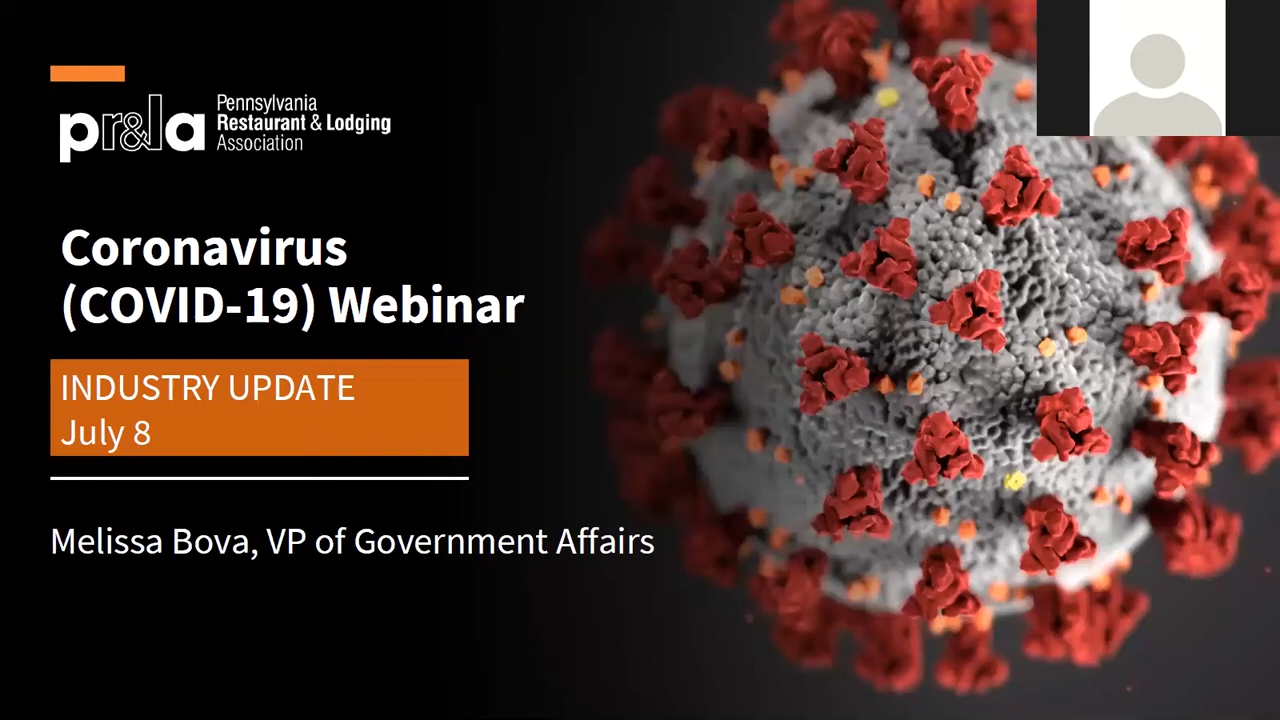 pr&la
Pennsylvania
Restaurant & Lodging
Association
Coronavirus
(COVID-19) Webinar
INDUSTRY UPDATE
July 8
Melissa Bova, VP of Government Affairs